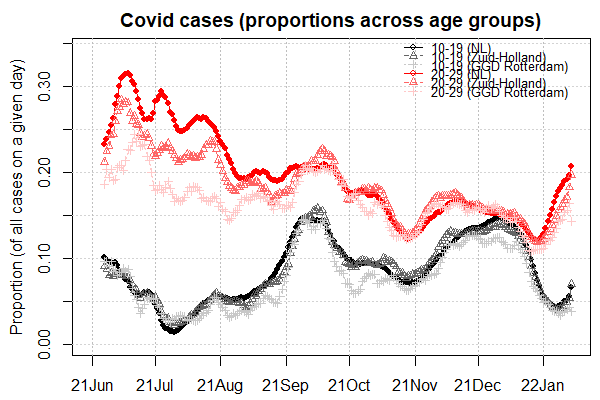 Covid cases (proportions across age groups)
10-19 (NL)
10-19 (Zuid-Holland)
10-19 (GGD Rotterdam)
20-29 (NL)
20-29 (Zuid-Holland)
20-29 (GGD Rotterdam)
Proportion (of all cases on a given day)
0.30
0.20
0.10
0.00
21Jun 21Jul 21Aug 21Sep 21Oct 21Nov 21Dec 22Jan